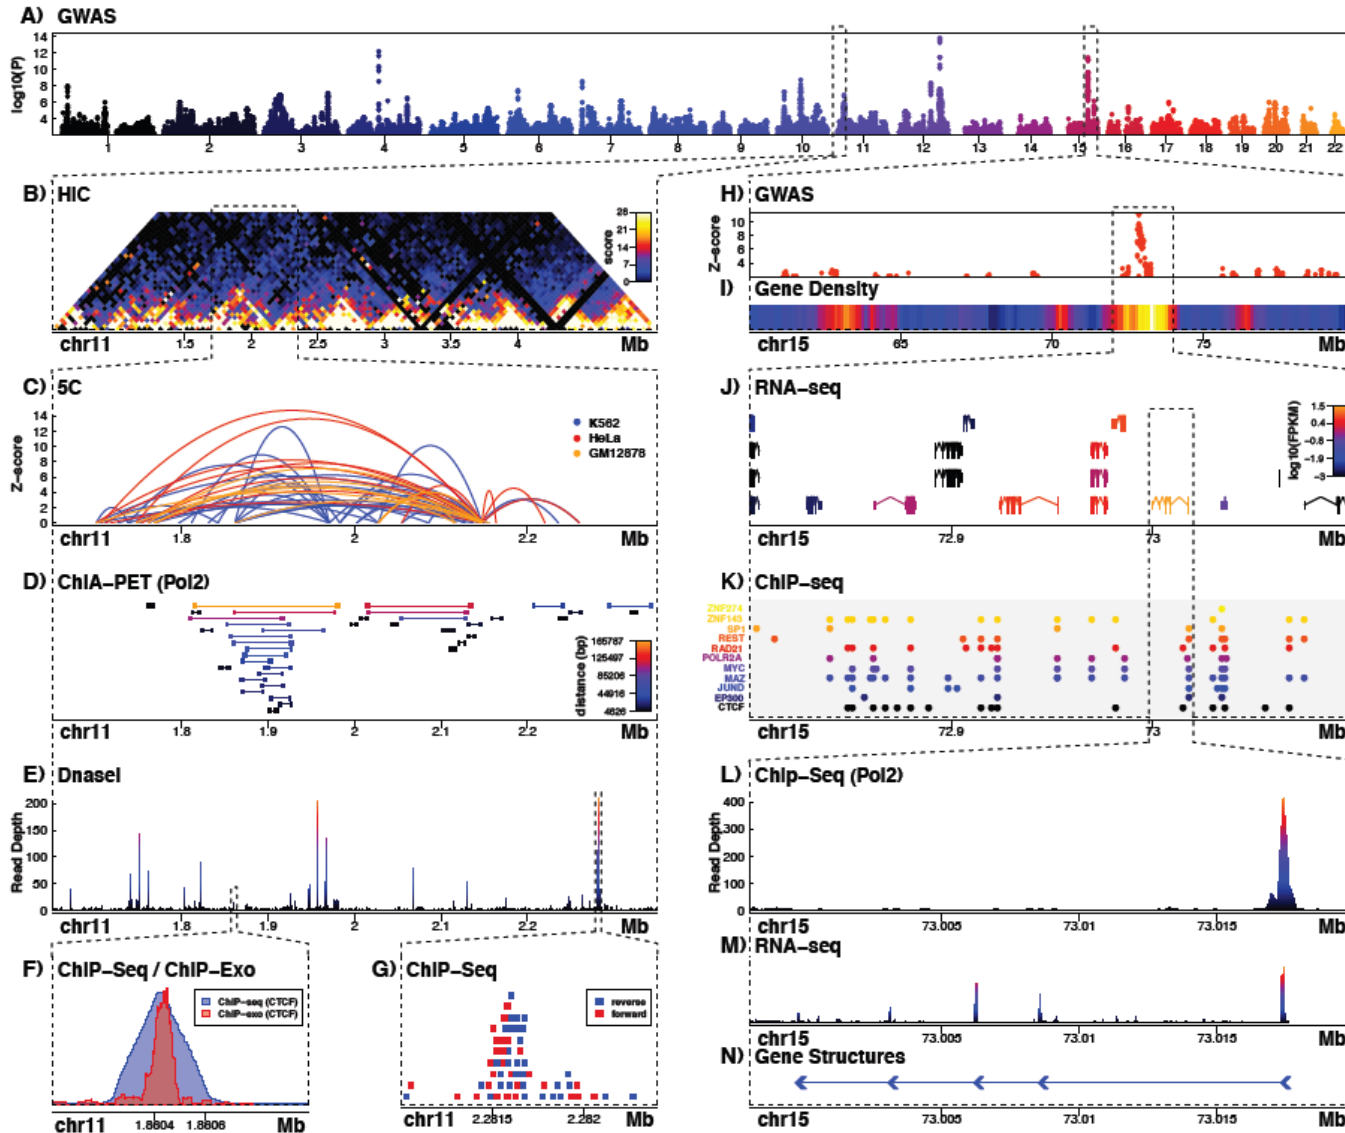 A) GWAS
log10(P)
14
12
10
8
6
4
1 2 3 4 5 6 7 8 9 10 11 12 13 14 15 16 17 18 19 20 21 22
B) HIC
score
28
21
14
7
0
chr11 1.5 2 2.5 3 3.5 4 Mb
H) GWAS
Z-score
10
8
6
4
I) Gene Density
chr15 65 70 75 Mb
C) 5C
Z-score
14
12
10
8
6
4
2
0
K562
HeLa
GM12878
chr11 1.8 2 2.2 Mb
J) RNA-seq
log10(FPKM)
1.5
0.4
-0.8
-1.9
-3
chr15 72.9 73 Mb
D) ChIA-PET (Pol2)
distance (bp)
165787
125497
85206
44916
4626
chr11 1.8 1.9 2 2.1 2.2 Mb
K) ChIP-seq
ZNF274
ZNF143
SP1
REST
RAD21
POLR2A
MYC
MAZ
JUND
EP300
CTCF
chr15 72.9 73 Mb
E) DnaseI
Read Depth
200
150
100
50
0
chr11 1.8 1.9 2 2.1 2.2 Mb
L) Chip-Seq (Pol2)
Read Depth
400
300
200
100
0
chr15 73.005 73.01 73.015 Mb
F) ChIP-Seq / ChIP-Exo
ChIP-seq (CTCF)
ChIP-exo (CTCF)
chr11 1.8604 1.8606 Mb
G) ChIP-Seq
reverse
forward
chr11 2.2815 2.282 Mb
M) RNA-seq
chr15 73.005 73.01 73.015 Mb
N) Gene Structures
chr15 73.005 73.01 73.015 Mb